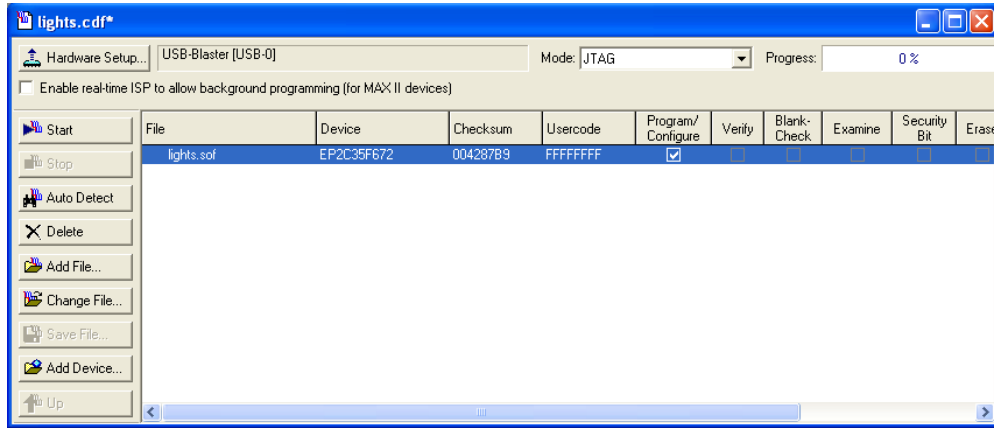 lights.cdf*
Hardware Setup... USB-Blaster [USB-0] Mode: JTAG Progress: 0 %
Enable real-time ISP to allow background programming (for MAX II devices)
Start
Stop
Auto Detect
Delete
Add File...
Change File...
Save File...
Add Device...
Up
File Device Checksum Usercode Program/ Configure Verify Blank- Check Examine Security Bit Erase
lights.sof EP2C35F672 004287B9 FFFFFFFF